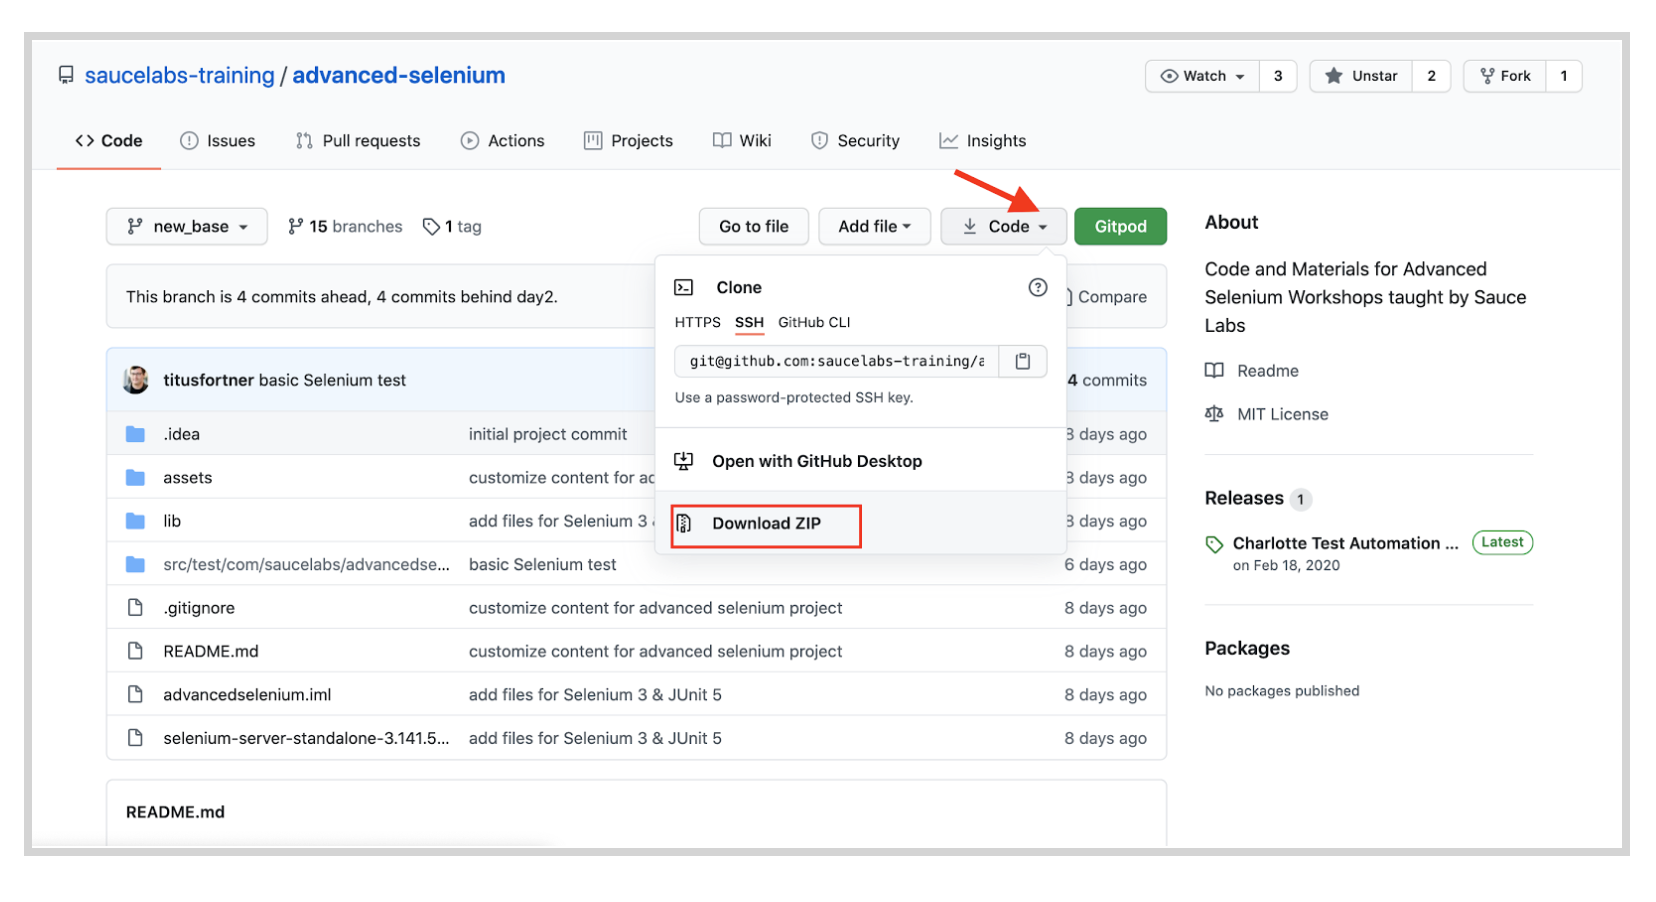 saucelabs-training / advanced-selenium
Watch 3
Unstar 2
Fork 1
Code Issues Pull requests Actions Projects Wiki Security Insights
new_base 15 branches 1 tag
Go to file Add file Code Gitpod
This branch is 4 commits ahead, 4 commits behind day2.
Compare
Clone
HTTPS SSH GitHub CLI
git@github.com:saucelabs-training/a
Use a password-protected SSH key.
Open with GitHub Desktop
Download ZIP
titusfortner basic Selenium test
4 commits
.idea initial project commit 8 days ago
assets customize content for ad 8 days ago
lib add files for Selenium 3 8 days ago
src/test/com/saucelabs/advancedse... basic Selenium test 6 days ago
.gitignore customize content for advanced selenium project 8 days ago
README.md customize content for advanced selenium project 8 days ago
advancedselenium.iml add files for Selenium 3 & JUnit 5 8 days ago
selenium-server-standalone-3.141.5... add files for Selenium 3 & JUnit 5 8 days ago
README.md
About
Code and Materials for Advanced
Selenium Workshops taught by Sauce
Labs
Readme
MIT License
Releases 1
Charlotte Test Automation ... Latest
on Feb 18, 2020
Packages
No packages published